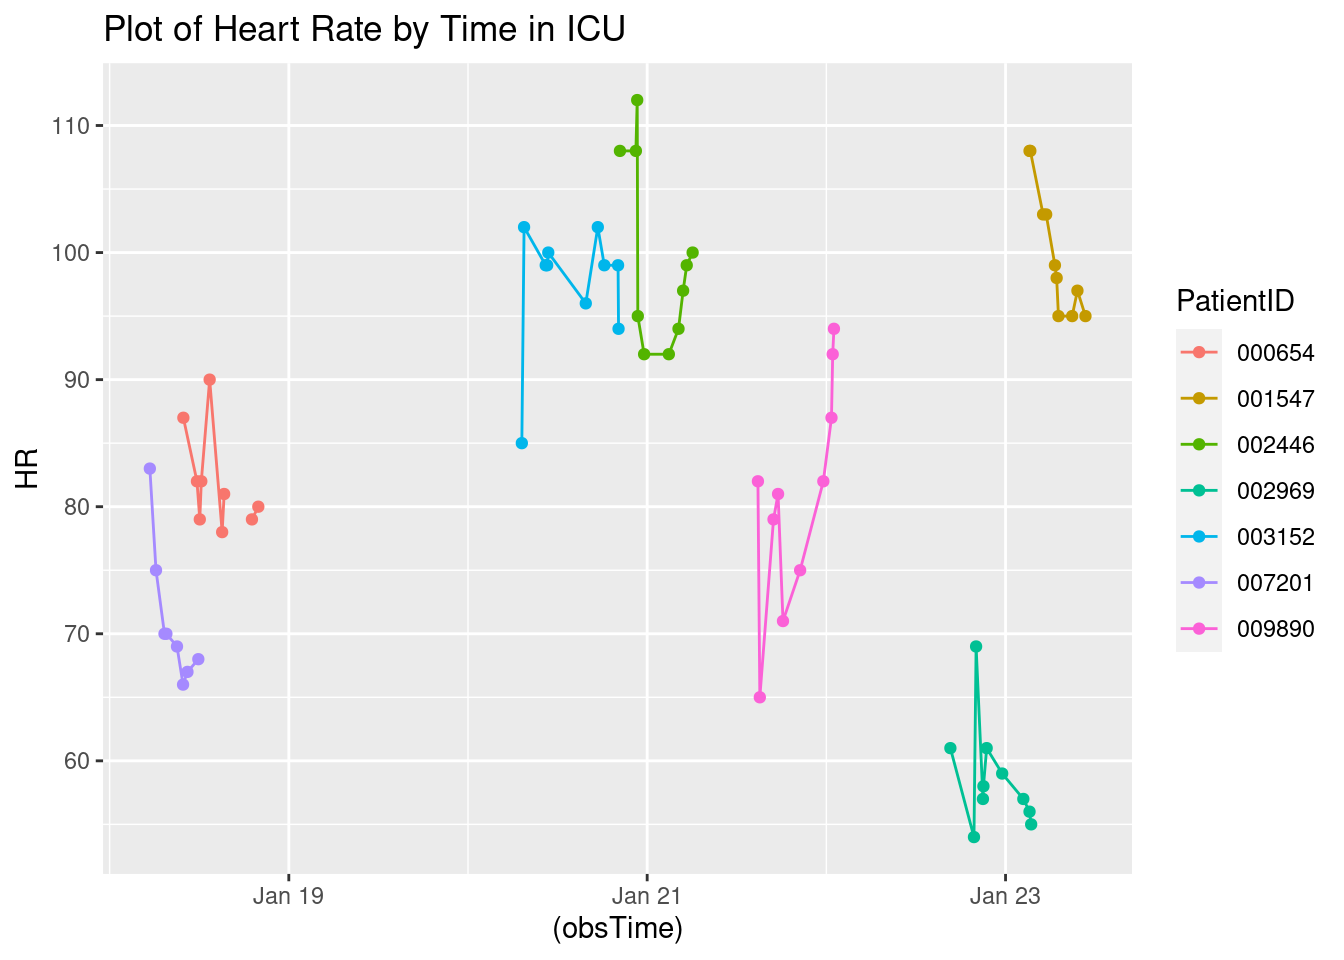 Plot of Heart Rate by Time in ICU
110
100
90
80
70
60
HR
Jan 19
Jan 21
Jan 23
(obsTime)
PatientID
000654
001547
002446
002969
003152
007201
009890